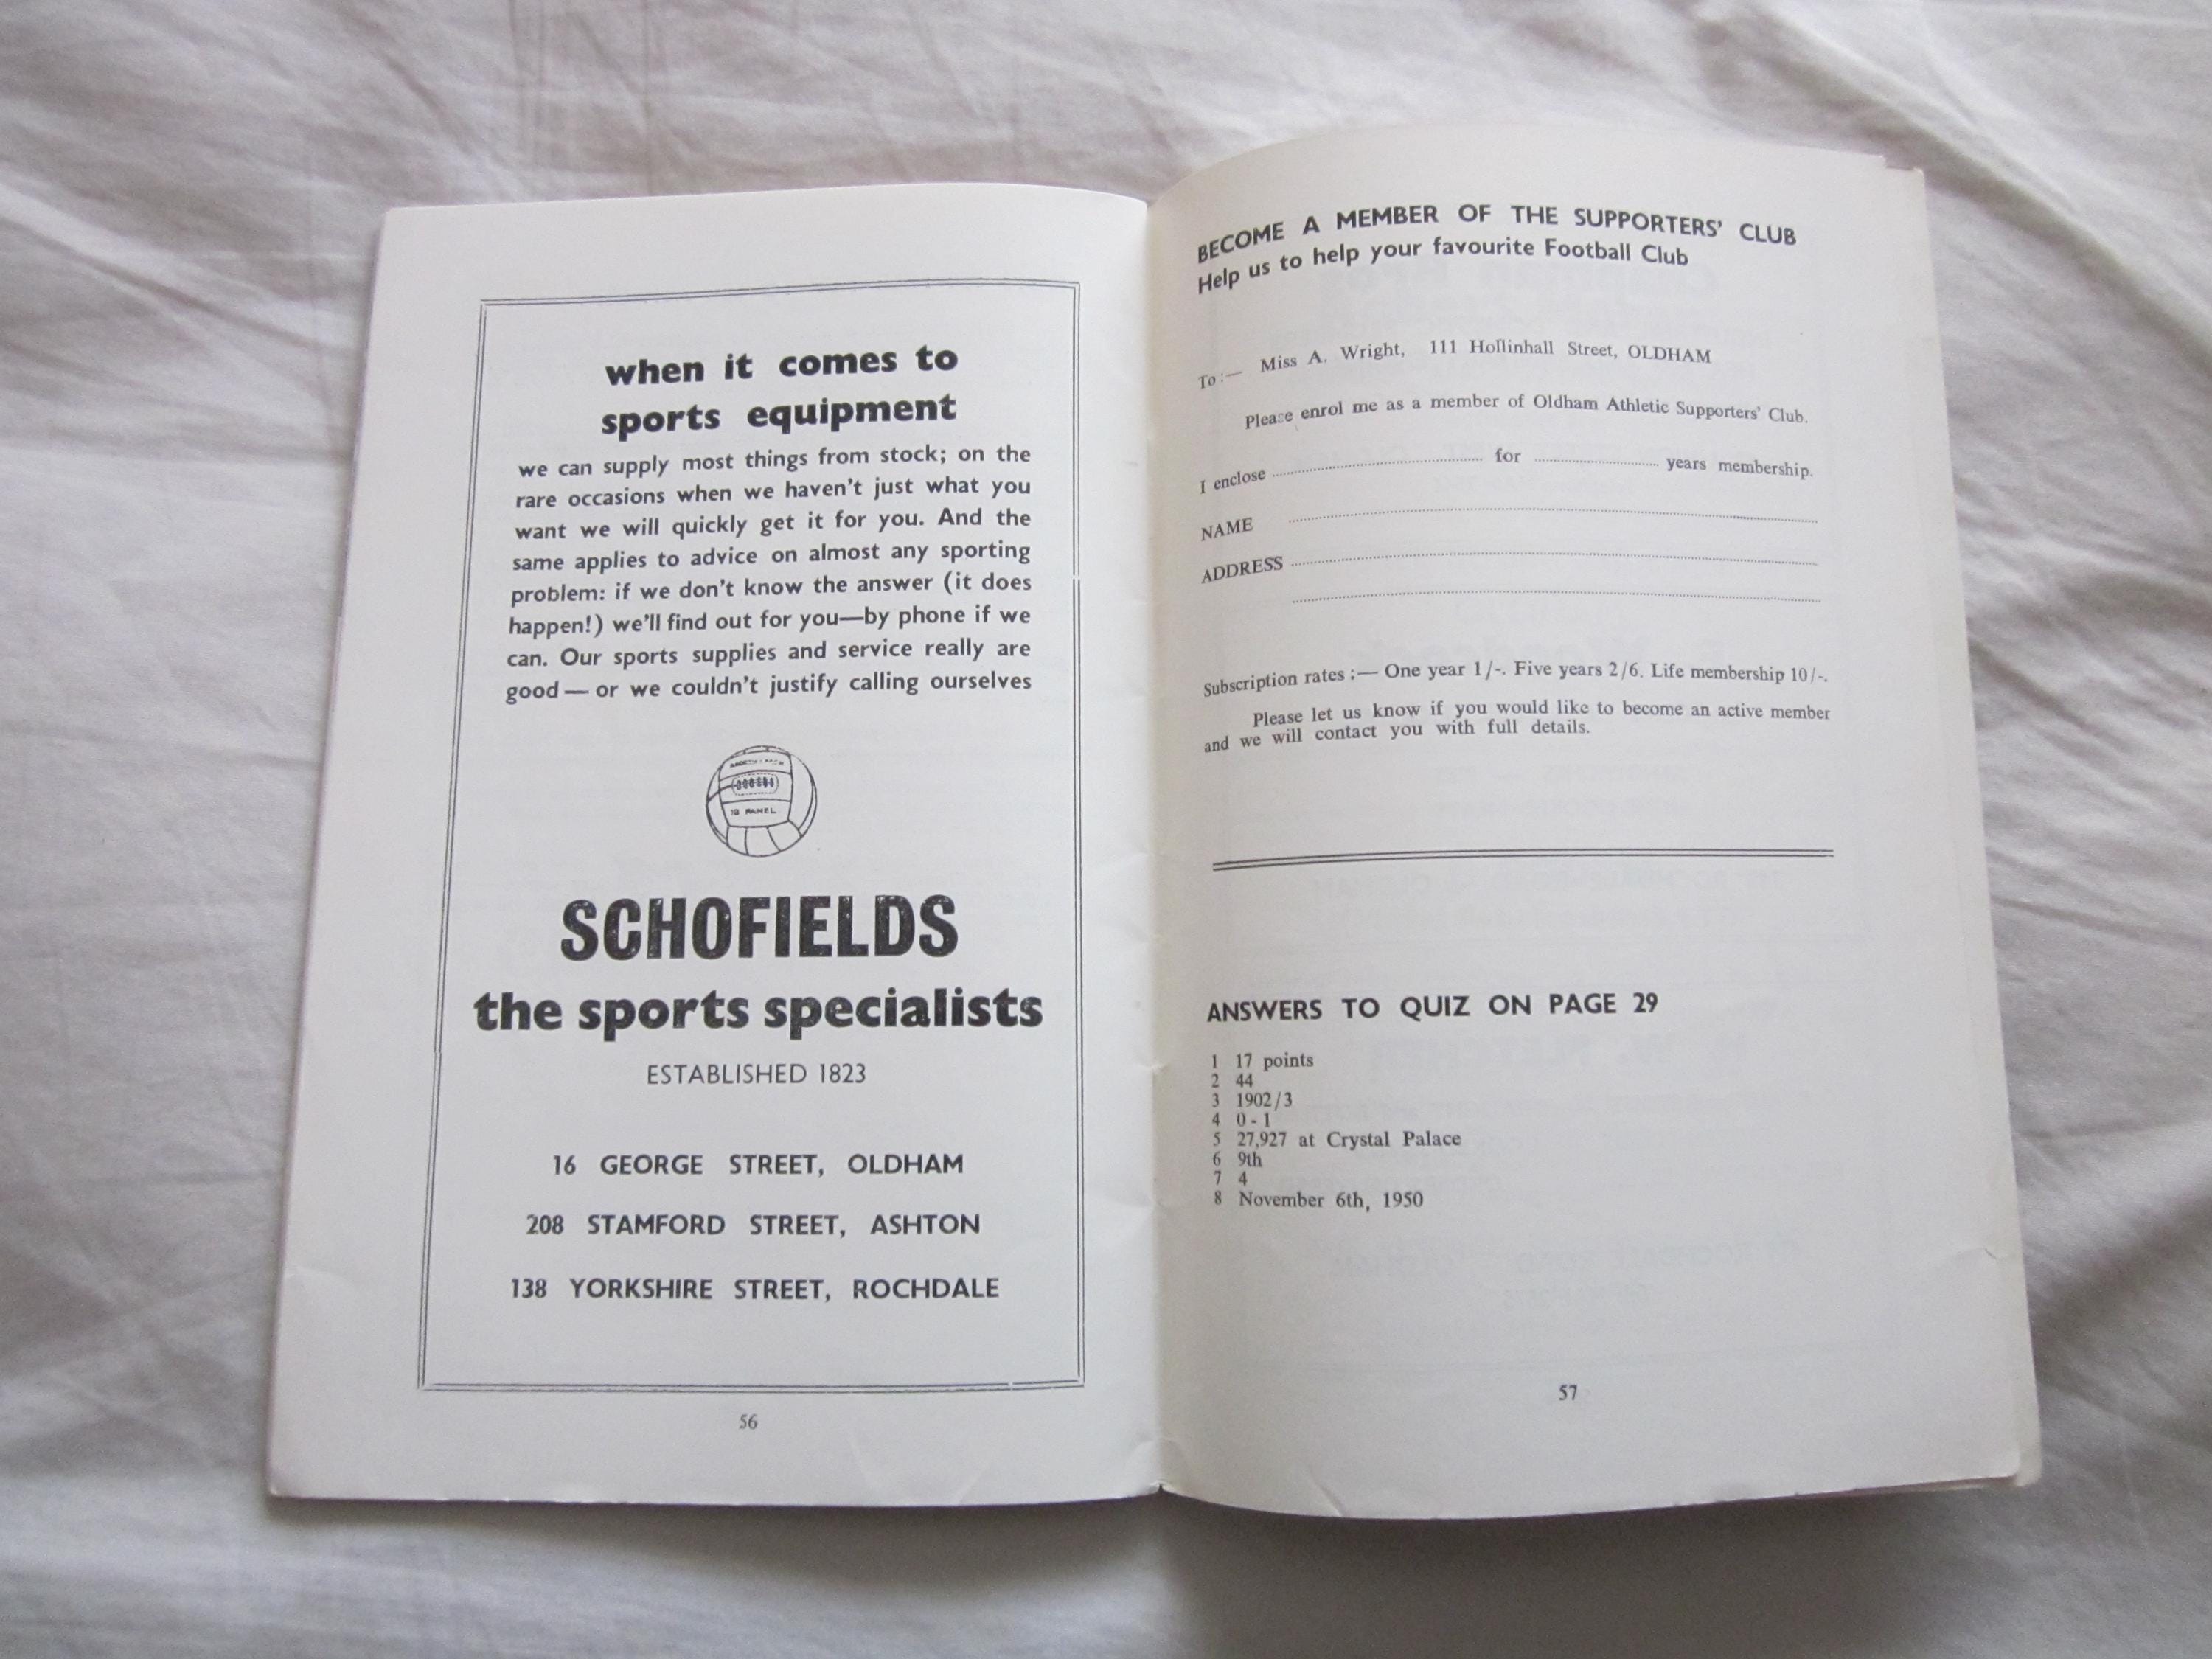 when it comes to
sports equipment
we can supply most things from stock; on the
rare occasions when we haven't just what you
want we will quickly get it for you. And the
same applies to advice on almost any sporting
problem: if we don't know the answer (it does
happen!) we'll find out for you—by phone if we
can. Our sports supplies and service really are
good — or we couldn't justify calling ourselves
18 PANEL
SCHOFIELDS
the sports specialists
ESTABLISHED 1823
16 GEORGE STREET, OLDHAM
208 STAMFORD STREET, ASHTON
138 YORKSHIRE STREET, ROCHDALE
56
BECOME A MEMBER OF THE SUPPORTERS' CLUB
Help us to help your favourite Football Club
To :— Miss A. Wright, 111 Hollinhall Street, OLDHAM
Please enrol me as a member of Oldham Athletic Supporters' Club.
I enclose ........ for ........ years membership.
NAME ........
ADDRESS ........
Subscription rates :— One year 1/-. Five years 2/6. Life membership 10/-.
Please let us know if you would like to become an active member
and we will contact you with full details.
ANSWERS TO QUIZ ON PAGE 29
1 17 points
2 44
3 1902/3
4 0 - 1
5 27,927 at Crystal Palace
6 9th
7 4
8 November 6th, 1950
57